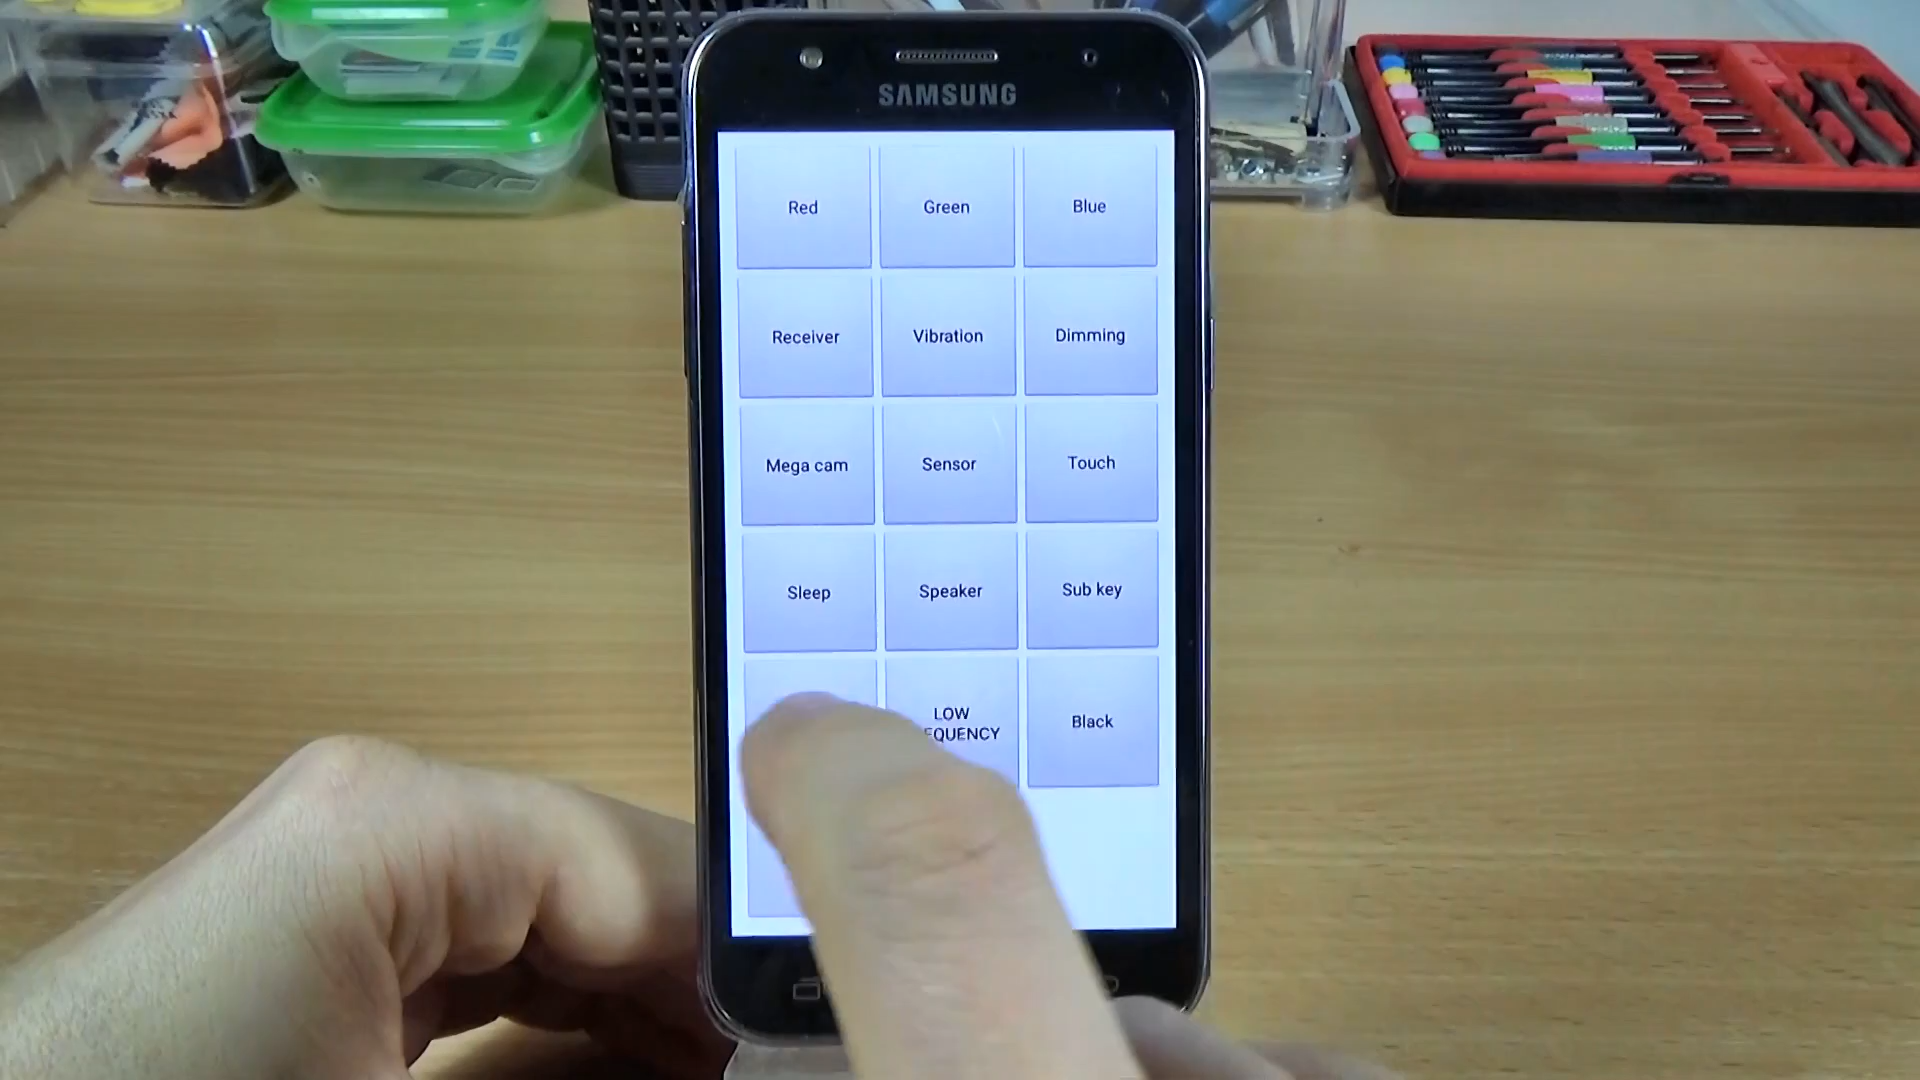 SAMSUNG
Red Green Blue
Receiver Vibration Dimming
Mega cam Sensor Touch
Sleep Speaker Sub key
LOW
EQUENCY Black